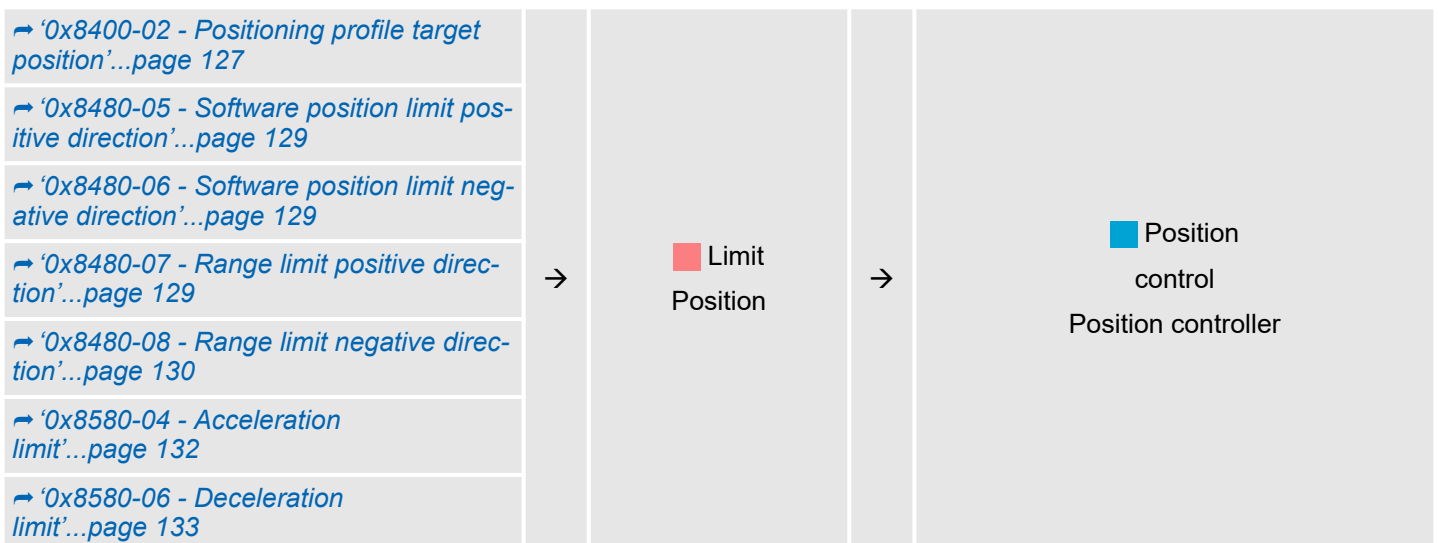 ➦ ‘0x8400-02 - Positioning profile target
position’...page 127
➦ ‘0x8480-05 - Software position limit pos-
itive direction’...page 129
➦ ‘0x8480-06 - Software position limit neg-
ative direction’...page 129
➦ ‘0x8480-07 - Range limit positive direc-
tion’...page 129
➦ ‘0x8480-08 - Range limit negative direc-
tion’...page 130
➦ ‘0x8580-04 - Acceleration
limit’...page 132
➦ ‘0x8580-06 - Deceleration
limit’...page 133
→
Limit
Position
→
Position
control
Position controller